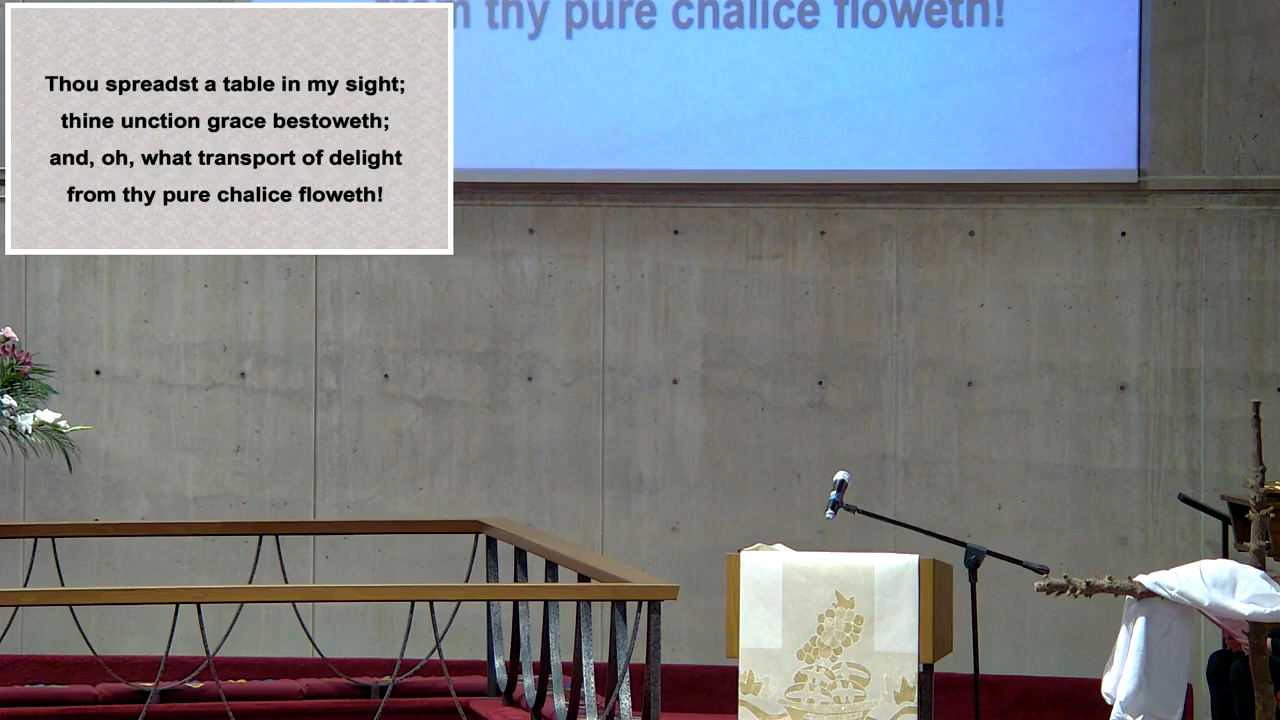 Thou spreadst a table in my sight;
thine unction grace bestoweth;
and, oh, what transport of delight
from thy pure chalice floweth!
from thy pure chalice floweth!